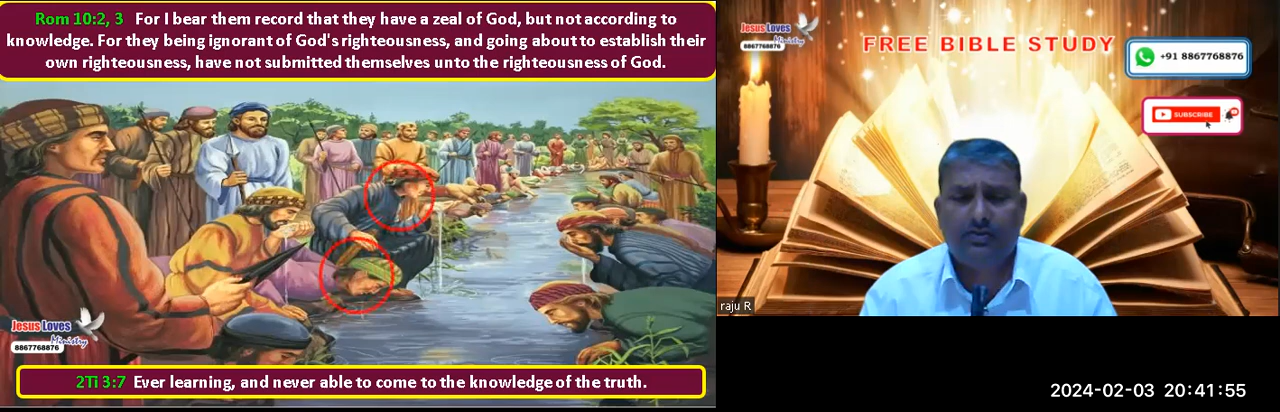 Rom 10:2, 3 For I bear them record that they have a zeal of God, but not according to
knowledge. For they being ignorant of God's righteousness, and going about to establish their
own righteousness, have not submitted themselves unto the righteousness of God.
Jesus Loves
Ministry
8867768876
2Ti 3:7 Ever learning, and never able to come to the knowledge of the truth.
Jesus Loves
Ministry
8867768876
FREE BIBLE STUDY
+91 8867768876
SUBSCRIBE
raju R
2024-02-03 20:41:55